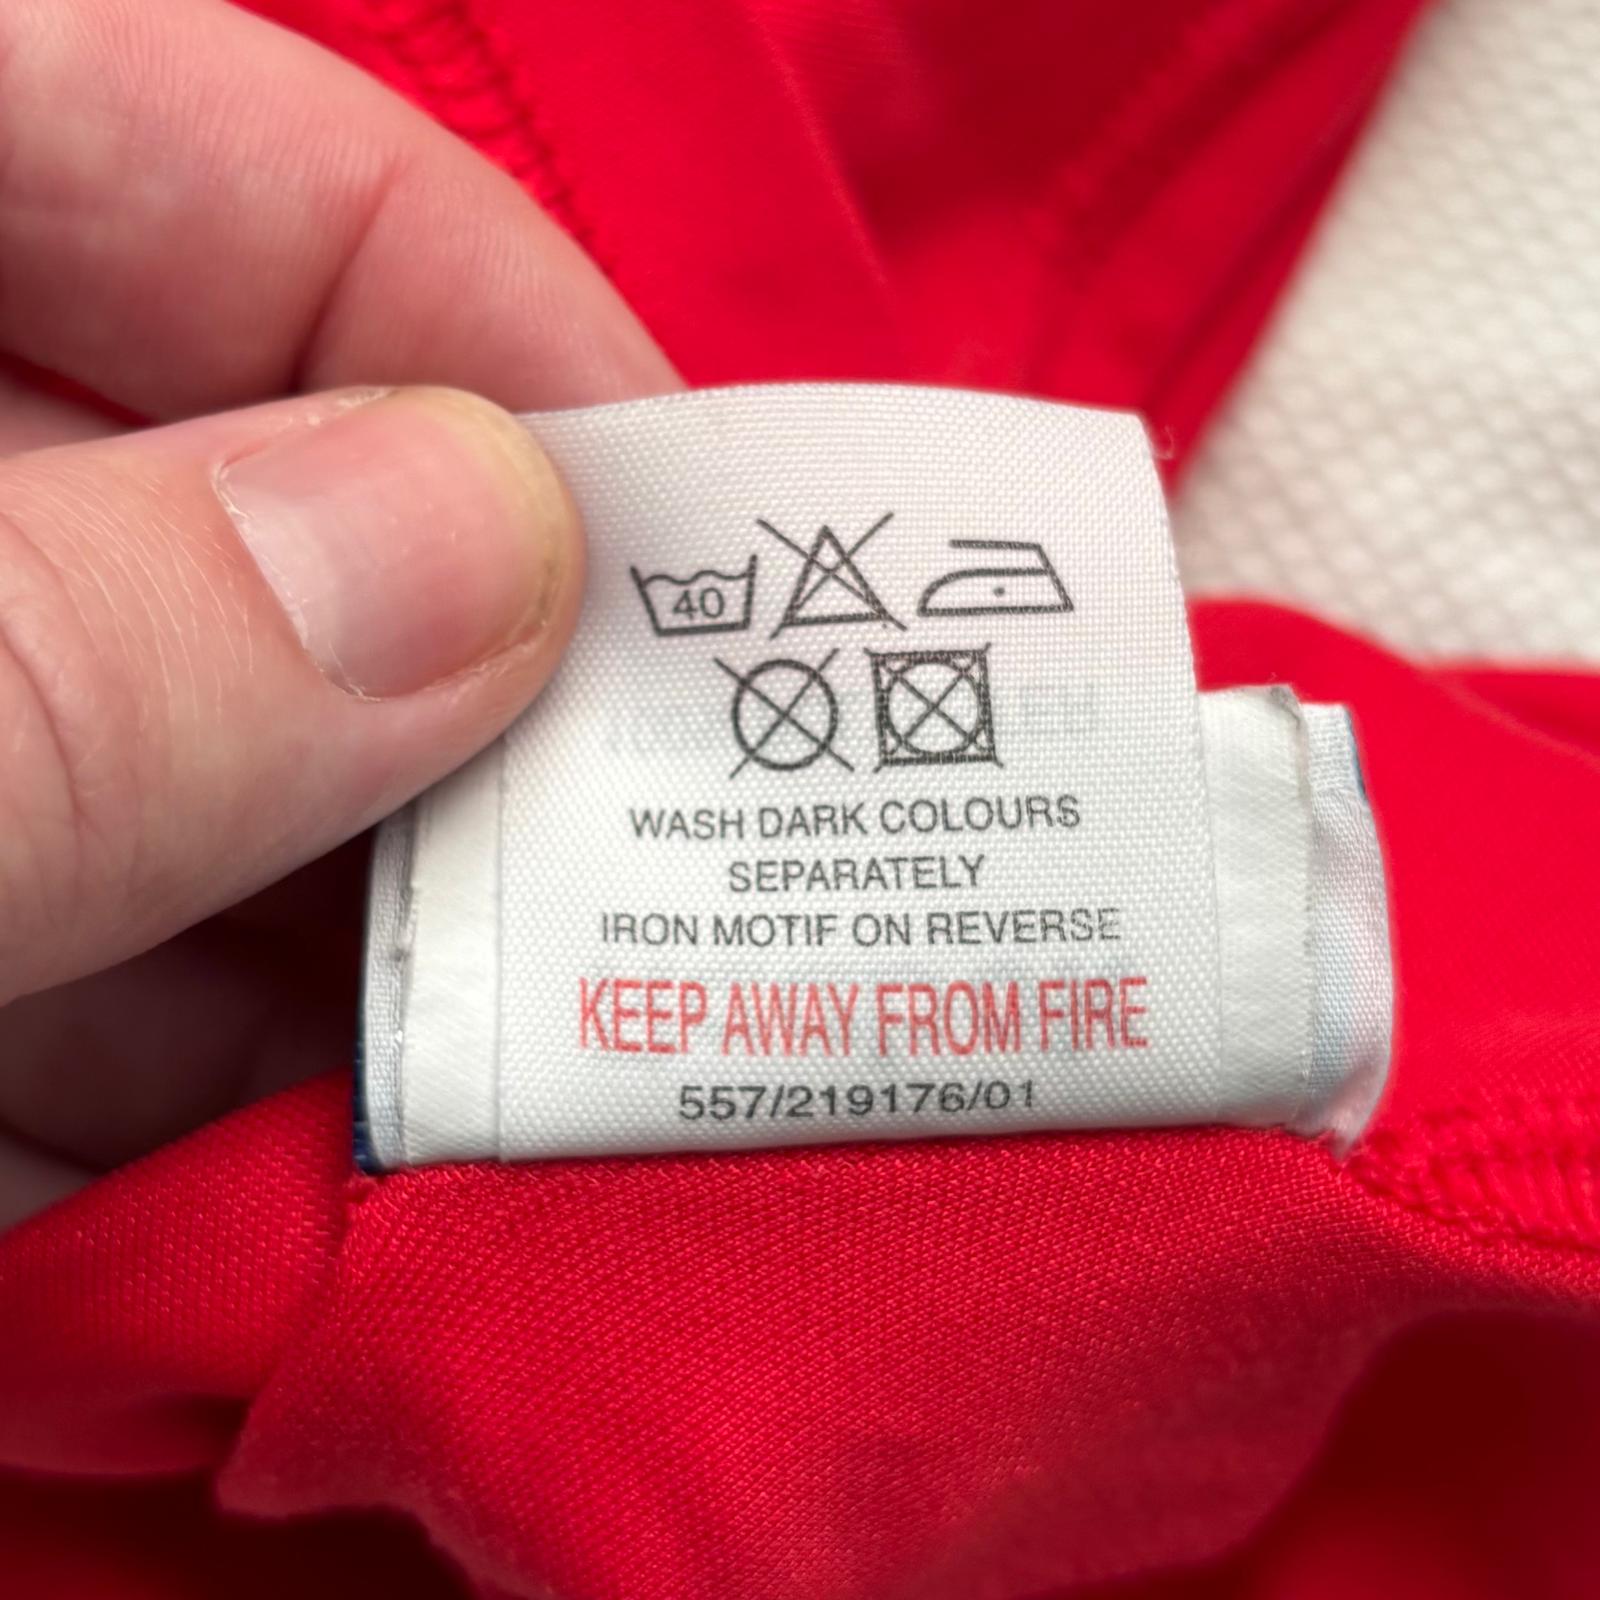 40
WASH DARK COLOURS
SEPARATELY
IRON MOTIF ON REVERSE
KEEP AWAY FROM FIRE
557/219176/01